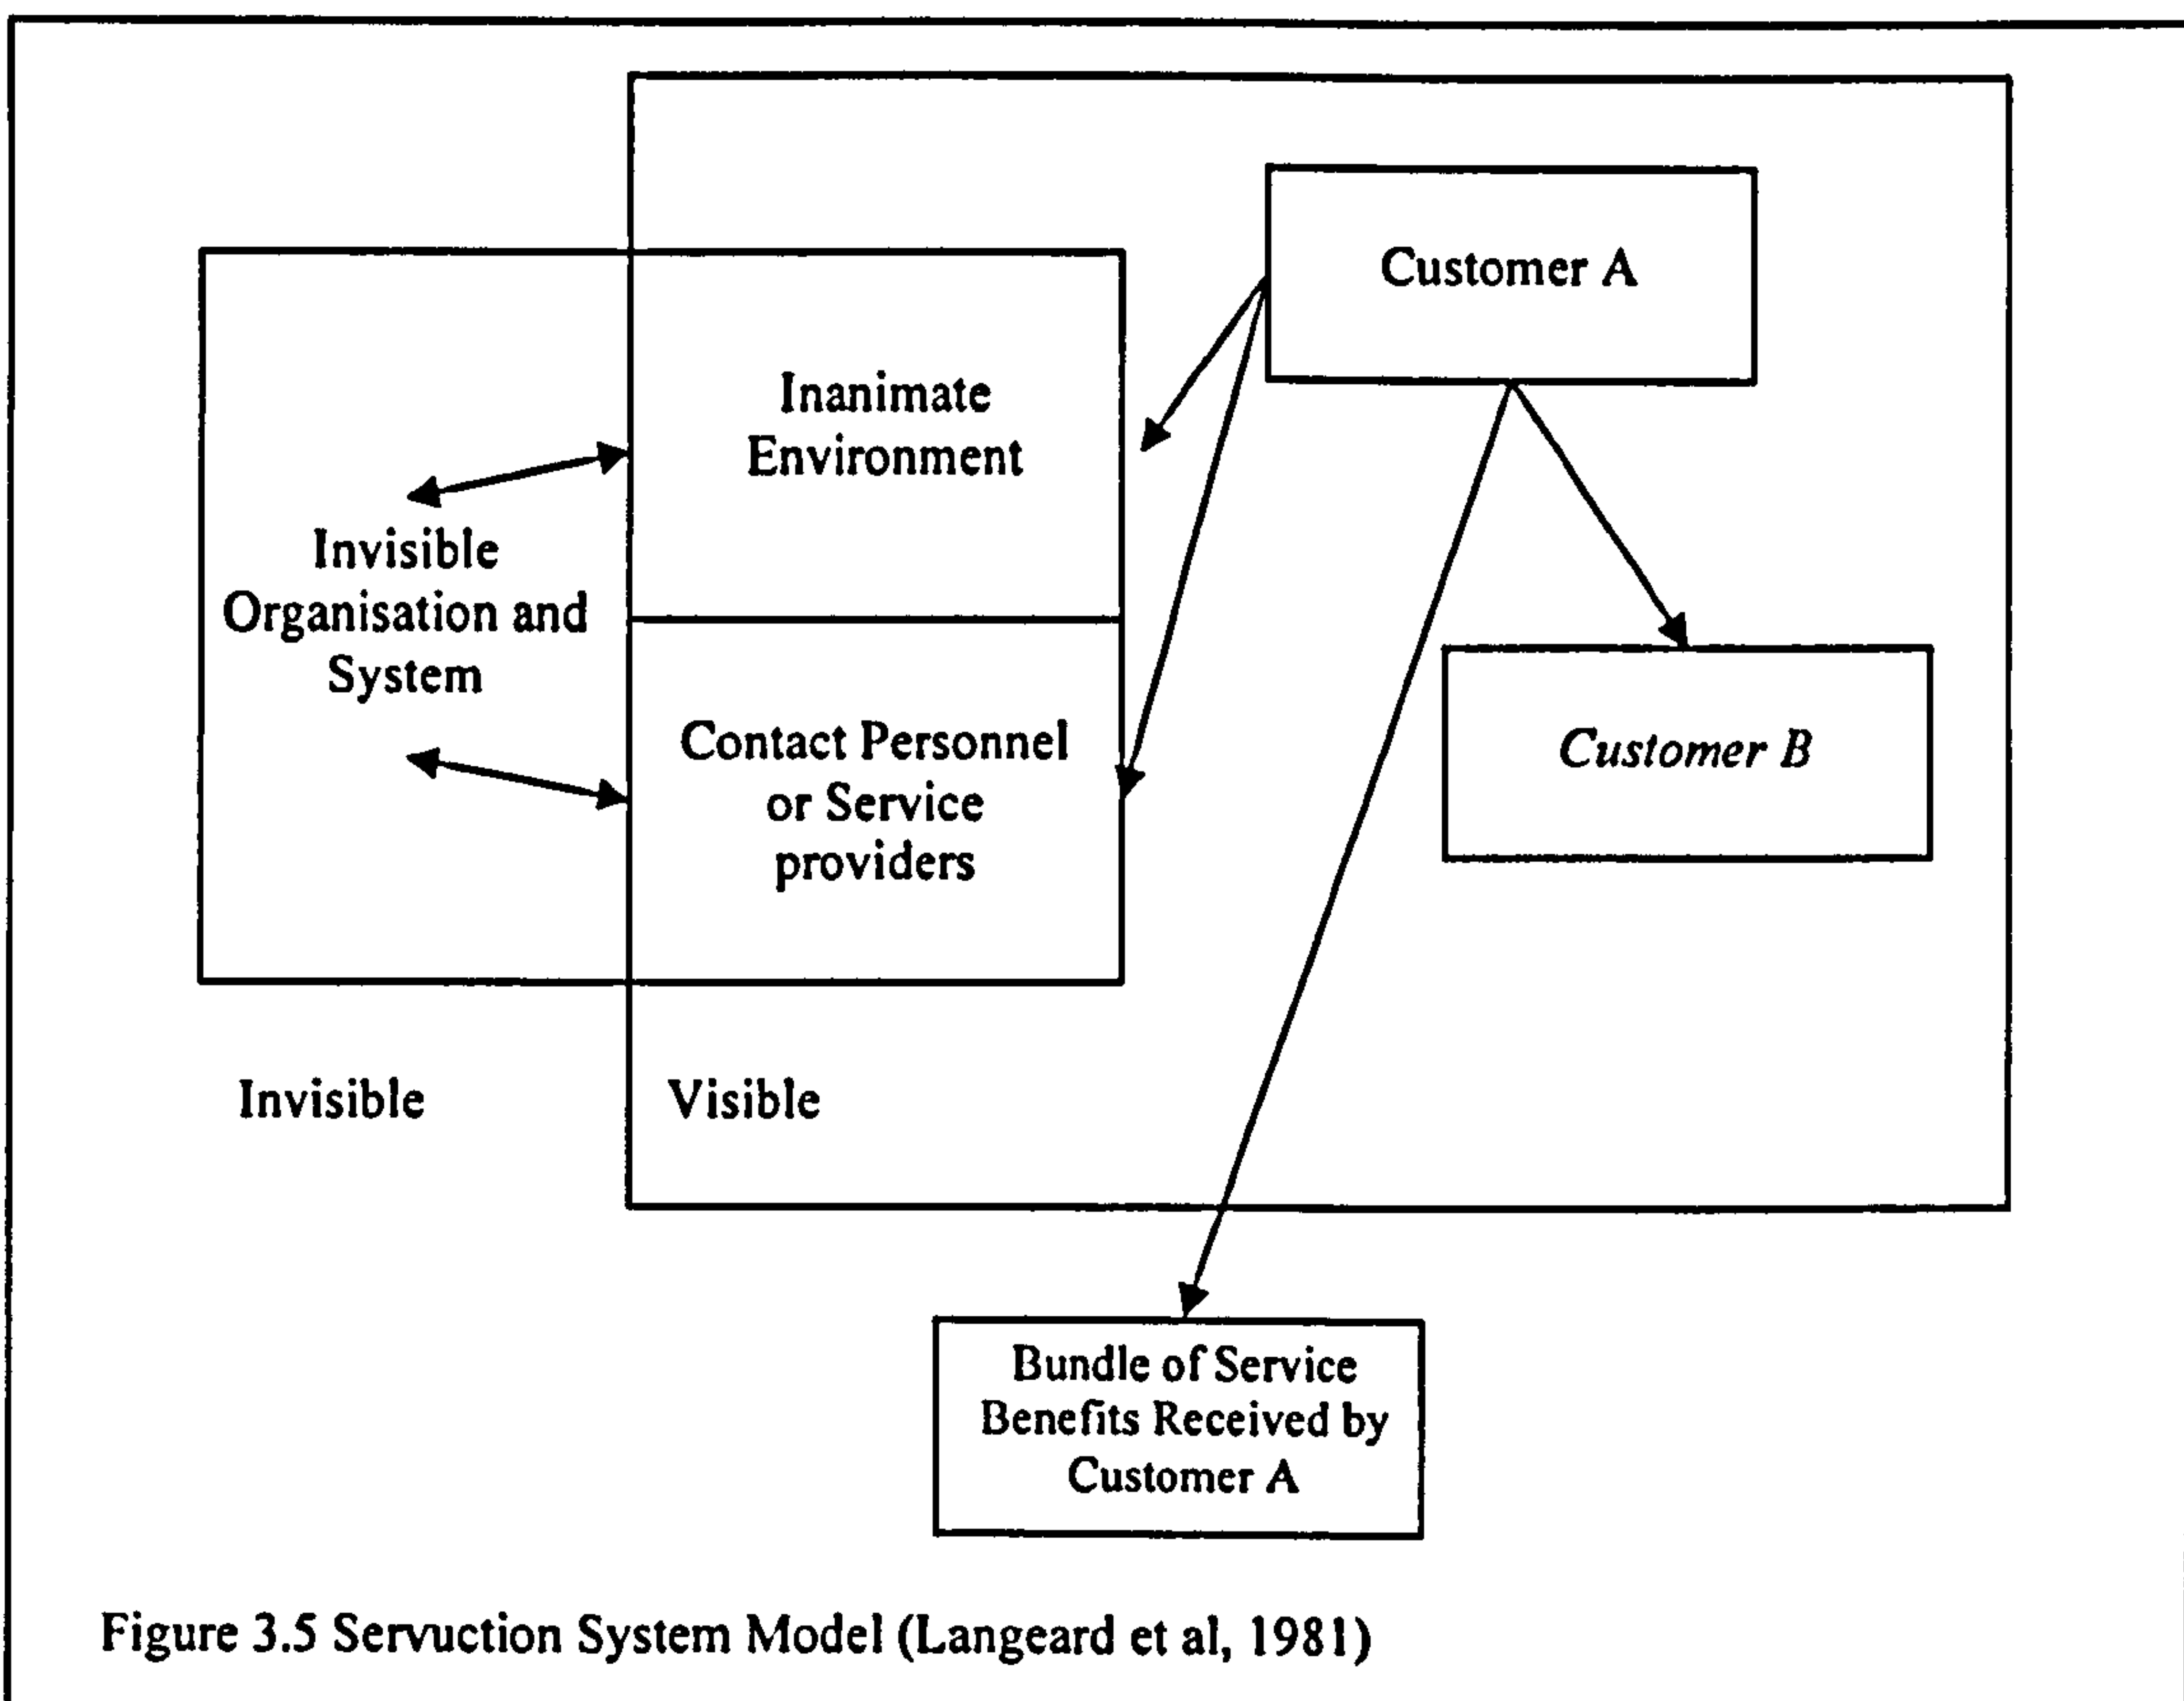 Customer A
Inanimate
Environment
Invisible
Organisation and
System
Contact Personnel
or Service
providers
Customer B
Invisible
Visible
Bundle of Service
Benefits Received by
Customer A
Figure 3.5 Servuction System Model (Langeard et al, 1981)